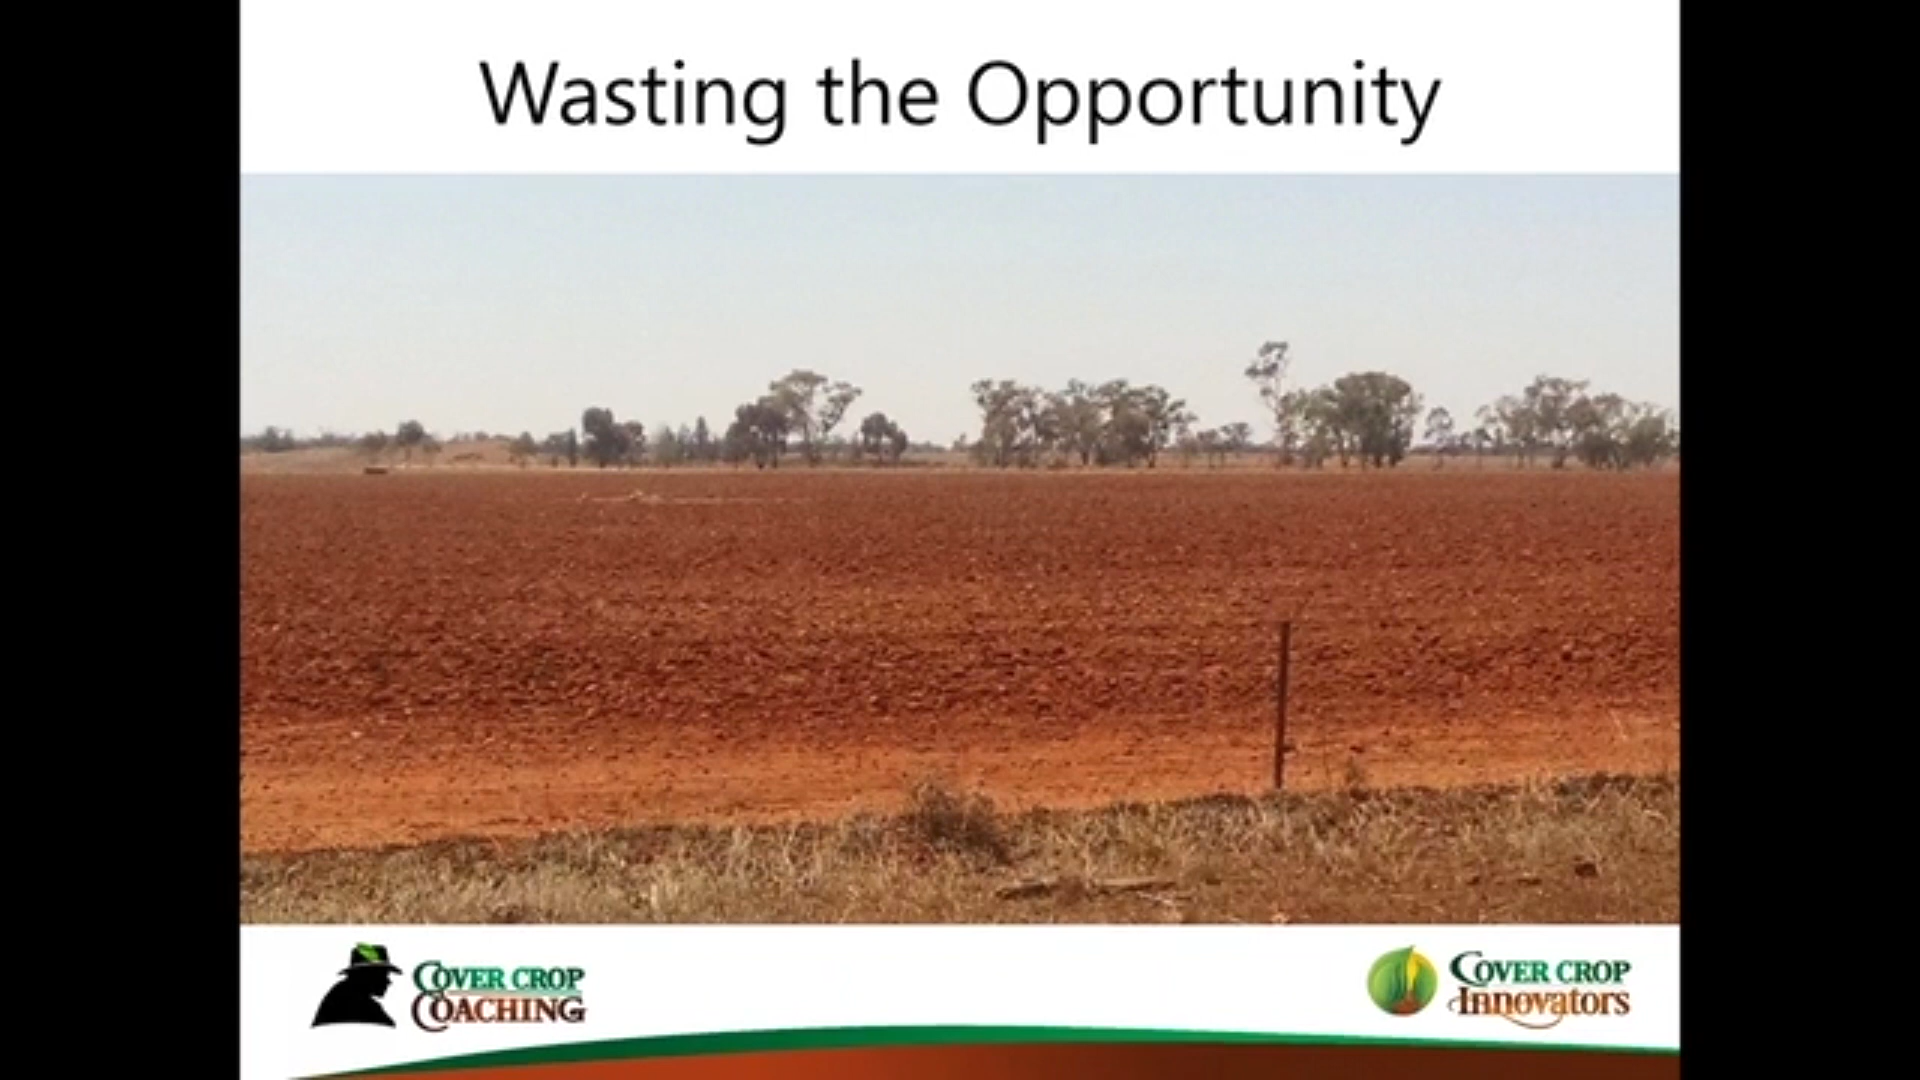 Wasting the Opportunity
COVER CROP
COACHING
COVER CROP
Innovators